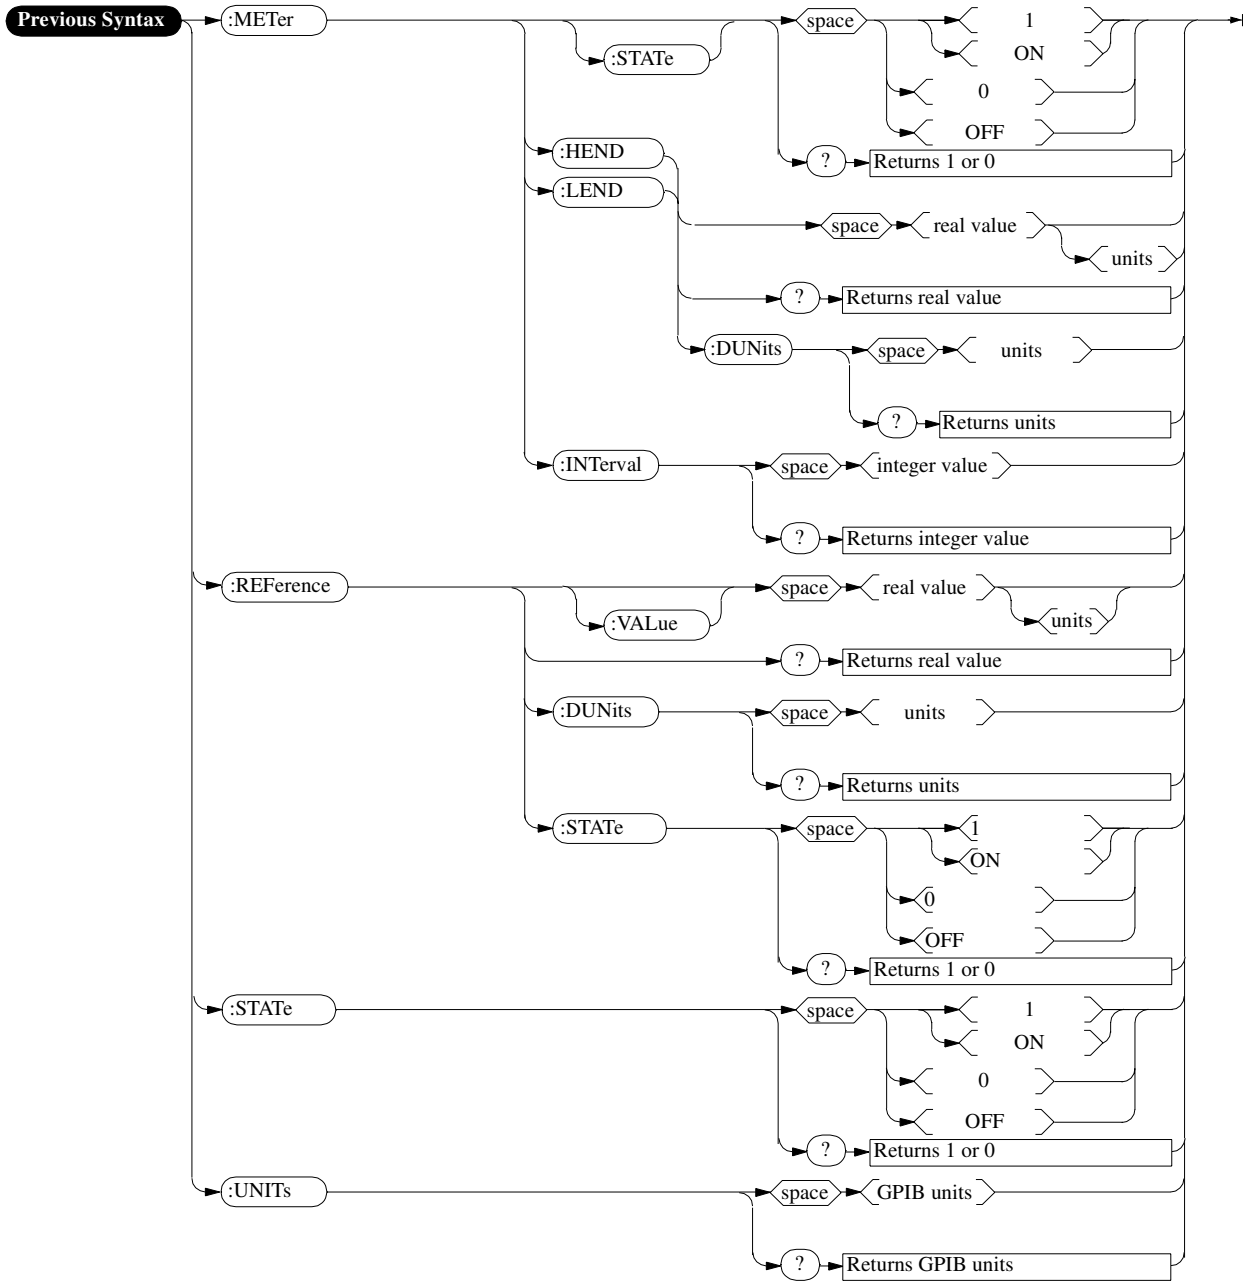 Previous Syntax
:METer
space
1
:STATe
ON
0
OFF
:HEND
?
Returns 1 or 0
:LEND
space
real value
units
?
Returns real value
:DUNits
space
units
?
Returns units
:INTerval
space
integer value
?
Returns integer value
:REFerence
space
real value
:VALue
units
?
Returns real value
:DUNits
space
units
?
Returns units
:STATe
space
1
ON
0
OFF
?
Returns 1 or 0
:STATe
space
1
ON
0
OFF
?
Returns 1 or 0
:UNITs
space
GPIB units
?
Returns GPIB units